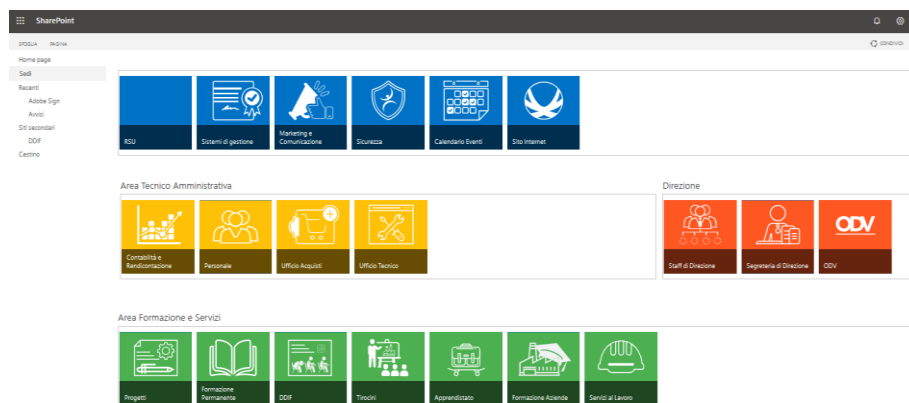 SharePoint
SFOGLIA PAGINA
CONDIVIDI
Home page
Sedi
Recenti
Adobe Sign
Avvisi
Siti secondari
DDIF
Cestino
RSU
Sistemi di gestione
Marketing e
Comunicazione
Sicurezza
Calendario Eventi
Sito Internet
Area Tecnico Amministrativa
Contabilità e
Rendicontazione
Personale
Ufficio Acquisti
Ufficio Tecnico
Direzione
Staff di Direzione
Segreteria di Direzione
ODV
ODV
Area Formazione e Servizi
Progetti
Formazione
Permanente
DDIF
Tirocini
Apprendistato
Formazione Aziende
Servizi al Lavoro